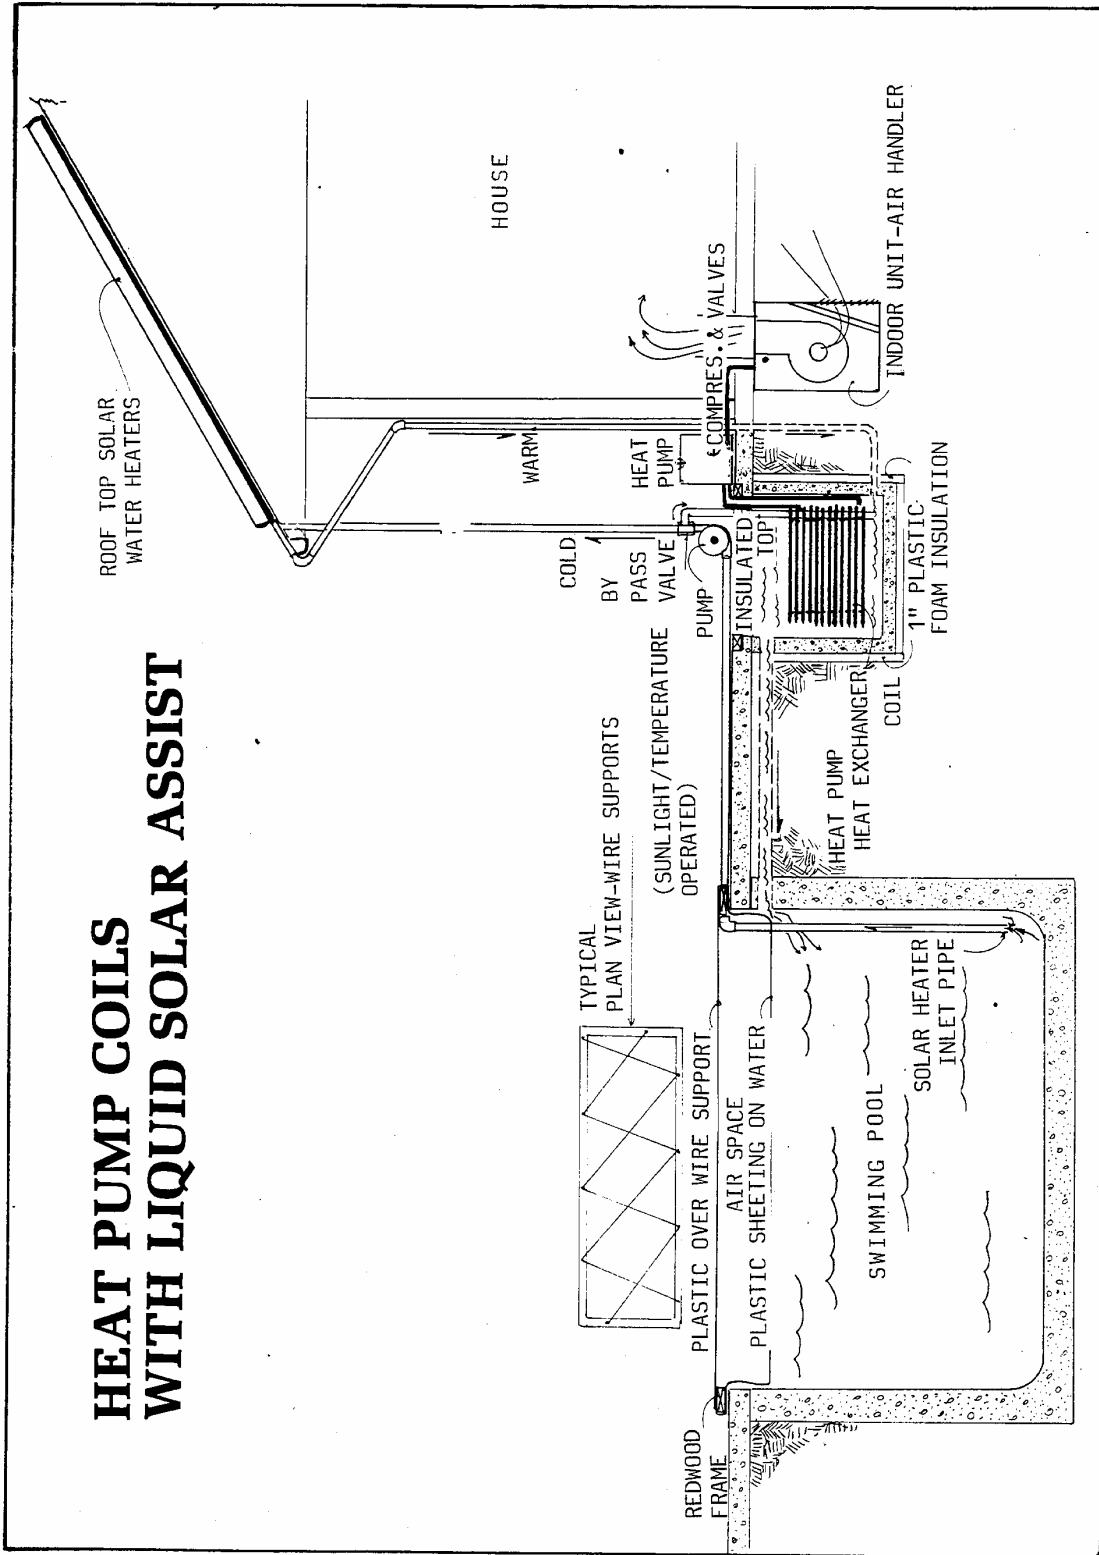 HEAT PUMP COILS
WITH LIQUID SOLAR ASSIST
ROOF TOP SOLAR
WATER HEATERS
HOUSE
WARM
COLD
BY
PASS
VALVE
HEAT
PUMP
COMPRES. & VALVES
PUMP
INSULATED
TOP
INDOOR UNIT-AIR HANDLER
1" PLASTIC
FOAM INSULATION
COIL
HEAT PUMP
HEAT EXCHANGER
(SUNLIGHT/TEMPERATURE
OPERATED)
TYPICAL
PLAN VIEW-WIRE SUPPORTS
PLASTIC OVER WIRE SUPPORT
AIR SPACE
PLASTIC SHEETING ON WATER
SWIMMING POOL
SOLAR HEATER
INLET PIPE
REDWOOD
FRAME